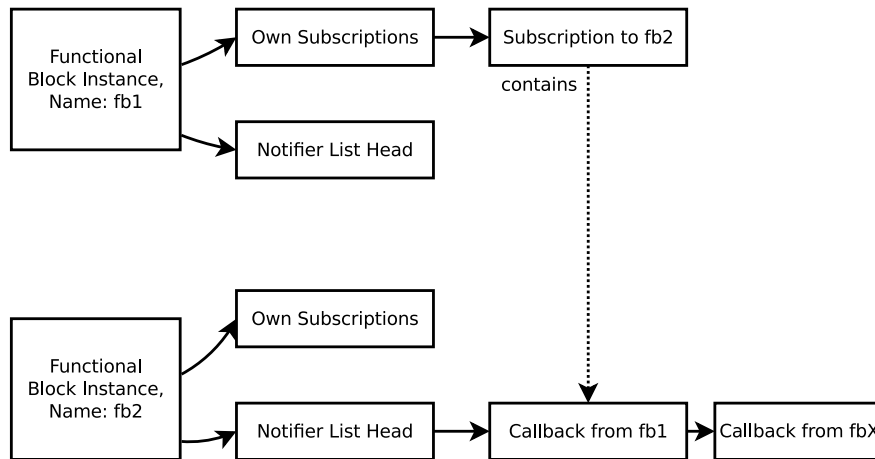 Functional
Block Instance,
Name: fb1
Own Subscriptions
Subscription to fb2
contains
Notifier List Head
Functional
Block Instance,
Name: fb2
Own Subscriptions
Notifier List Head
Callback from fb1
Callback from fbX